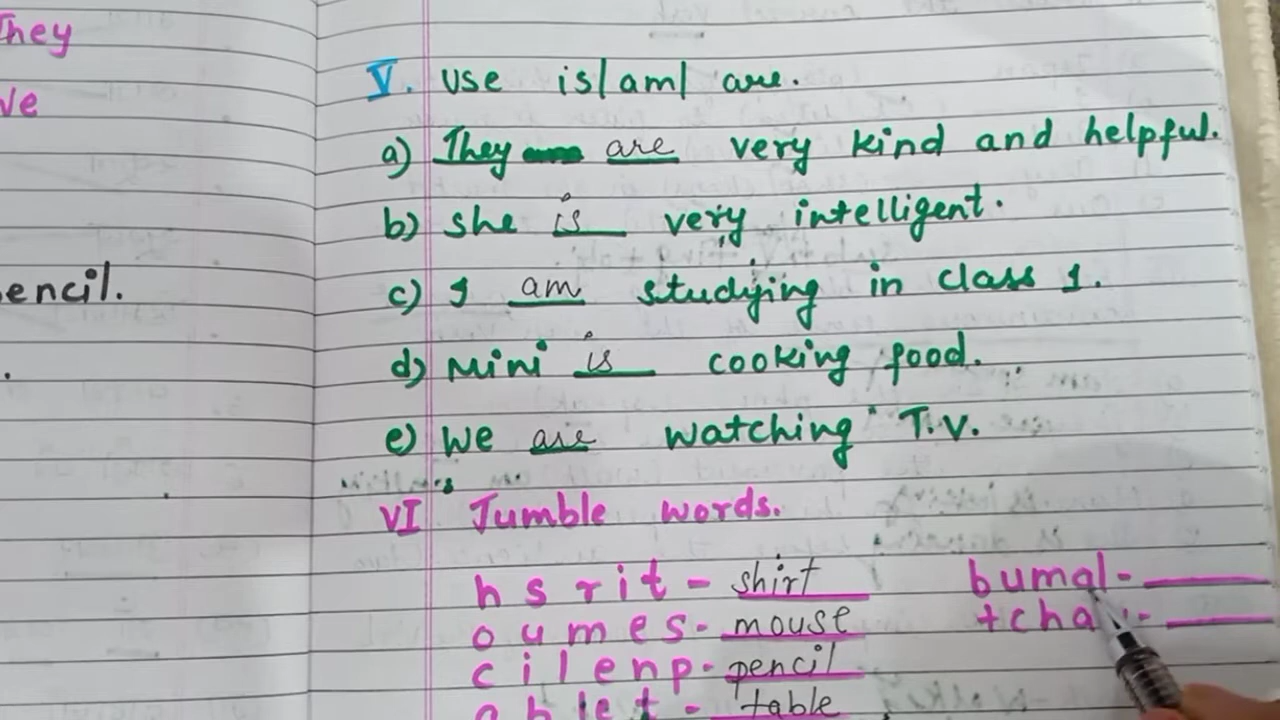 They
encil.
V. Use is/am/are.
a) They are very kind and helpful.
b) She is very intelligent.
c) I am studying in class 1.
d) Mini is cooking food.
e) We are watching T.V.
VI Jumble words.
h s r i t - shirt
o u m e s - mouse
c i l e n p - pencil
a b l e t - table
b u m a l - 
t c h a